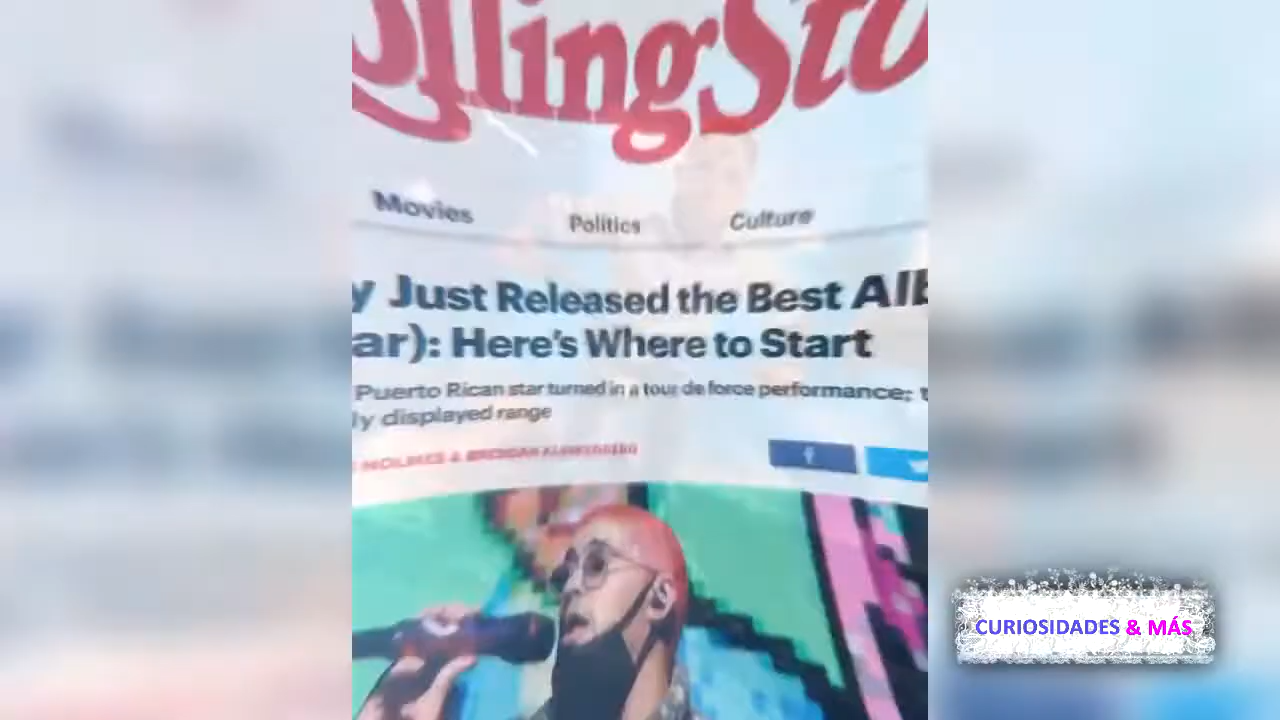 ollingSto
Movies
Politics
Culture
y Just Released the Best Alb
ar): Here's Where to Start
Puerto Rican star turned in a tour de force performance; t
ly displayed range
f
CURIOSIDADES & MÁS